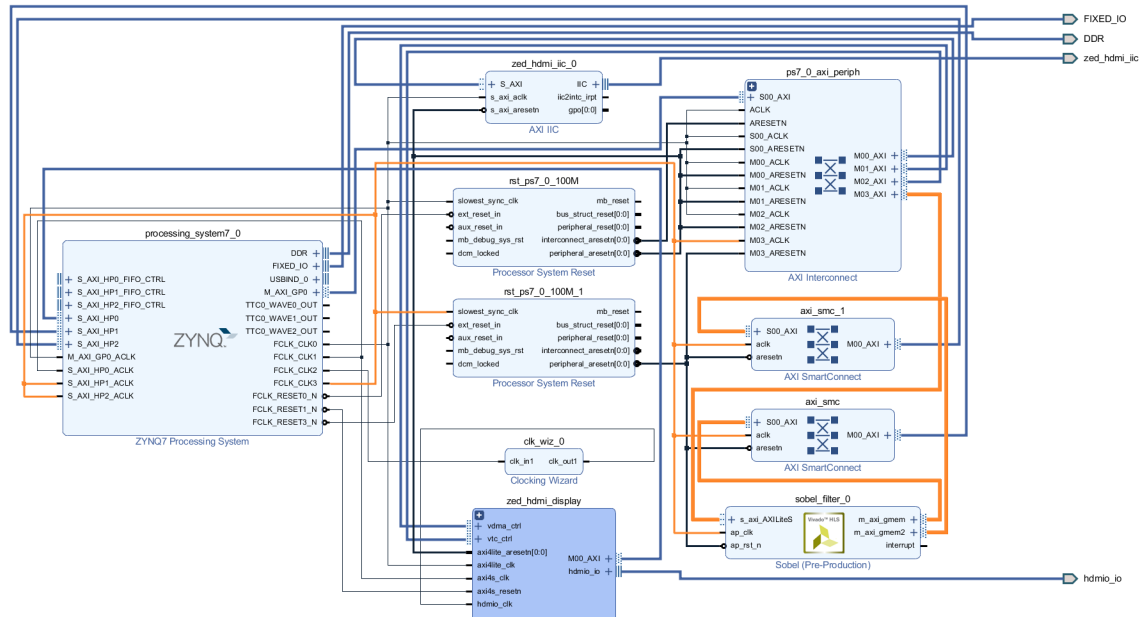 FIXED_IO
DDR
zed_hdmi_iic
zed_hdmi_iic_0
S_AXI
s_axi_aclk
s_axi_aresetn
IIC
iic2intc_irpt
gpo[0:0]
AXI IIC
ps7_0_axi_periph
S00_AXI
ACLK
ARESETN
S00_ACLK
S00_ARESETN
M00_ACLK
M00_ARESETN
M01_ACLK
M01_ARESETN
M02_ACLK
M02_ARESETN
M03_ACLK
M03_ARESETN
M00_AXI
M01_AXI
M02_AXI
M03_AXI
AXI Interconnect
rst_ps7_0_100M
slowest_sync_clk
ext_reset_in
aux_reset_in
mb_debug_sys_rst
dcm_locked
mb_reset
bus_struct_reset[0:0]
peripheral_reset[0:0]
interconnect_aresetn[0:0]
peripheral_aresetn[0:0]
Processor System Reset
processing_system7_0
S_AXI_HP0_FIFO_CTRL
S_AXI_HP1_FIFO_CTRL
S_AXI_HP2_FIFO_CTRL
S_AXI_HP0
S_AXI_HP1
S_AXI_HP2
M_AXI_GP0_ACLK
S_AXI_HP0_ACLK
S_AXI_HP1_ACLK
S_AXI_HP2_ACLK
ZYNQ
DDR
FIXED_IO
USBIND_0
M_AXI_GP0
TTC0_WAVE0_OUT
TTC0_WAVE1_OUT
TTC0_WAVE2_OUT
FCLK_CLK0
FCLK_CLK1
FCLK_CLK2
FCLK_CLK3
FCLK_RESET0_N
FCLK_RESET1_N
FCLK_RESET3_N
ZYNQ7 Processing System
rst_ps7_0_100M_1
slowest_sync_clk
ext_reset_in
aux_reset_in
mb_debug_sys_rst
dcm_locked
mb_reset
bus_struct_reset[0:0]
peripheral_reset[0:0]
interconnect_aresetn[0:0]
peripheral_aresetn[0:0]
Processor System Reset
axi_smc_1
S00_AXI
aclk
aresetn
M00_AXI
AXI SmartConnect
axi_smc
S00_AXI
aclk
aresetn
M00_AXI
AXI SmartConnect
clk_wiz_0
clk_in1
clk_out1
Clocking Wizard
zed_hdmi_display
vdma_ctrl
vtc_ctrl
axi4lite_aresetn[0:0]
axi4lite_clk
axi4s_clk
axi4s_resetn
hdmio_clk
M00_AXI
hdmio_io
sobel_filter_0
s_axi_AXILiteS
ap_clk
ap_rst_n
Vivado™ HLS
m_axi_gmem
m_axi_gmem2
interrupt
Sobel (Pre-Production)
hdmio_io